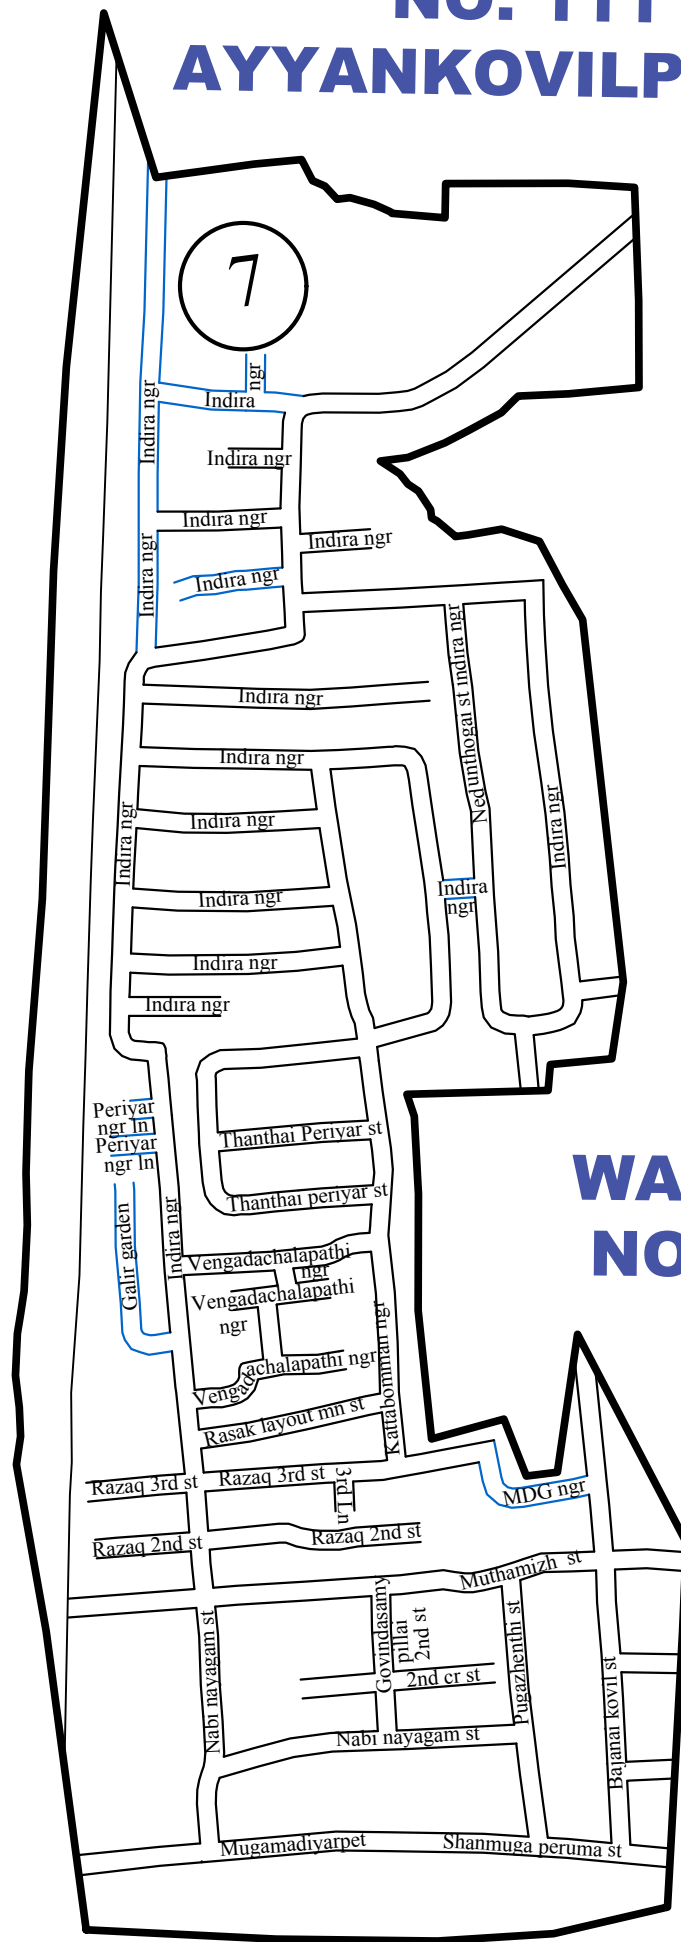 NO. 111
AYYANKOVILP
7
ngr
Indira
Indira ngr
Indira ngr
Indira ngr
Indira ngr
Indira ngr
Indira ngr
Nedunthogai st indira ngr
Indira ngr
Indira ngr
Indira ngr
Indira ngr
Indira ngr
Indira ngr
Indira
ngr
Indira ngr
Indira ngr
Indira ngr
Periyar
ngr ln
Periyar
ngr ln
Thanthai Periyar st
WA
NO
Thanthai periyar st
Galir garden
Indira ngr
Vengadachalapathi
ngr
Vengadachalapathi
ngr
Kattabomman ngr
Vengadachalapathi ngr
Rasak layout mn st
Razaq 3rd st
Razaq 3rd st
3rd Ln
MDG ngr
Razaq 2nd st
Razaq 2nd st
Muthamizh st
Govindasamy
pillai
2nd st
Pugazhenthi st
Nabi nayagam st
2nd cr st
Bajanai kovil st
Nabi nayagam st
Mugamadiyarpet
Shanmuga peruma st